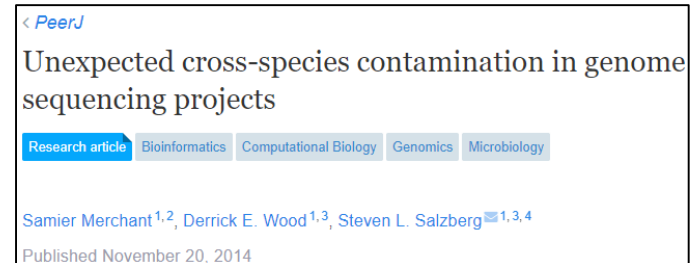 < PeerJ
Unexpected cross-species contamination in genome
sequencing projects
Research article Bioinformatics Computational Biology Genomics Microbiology
Samier Merchant 1, 2, Derrick E. Wood 1, 3, Steven L. Salzberg 1, 3, 4
Published November 20, 2014